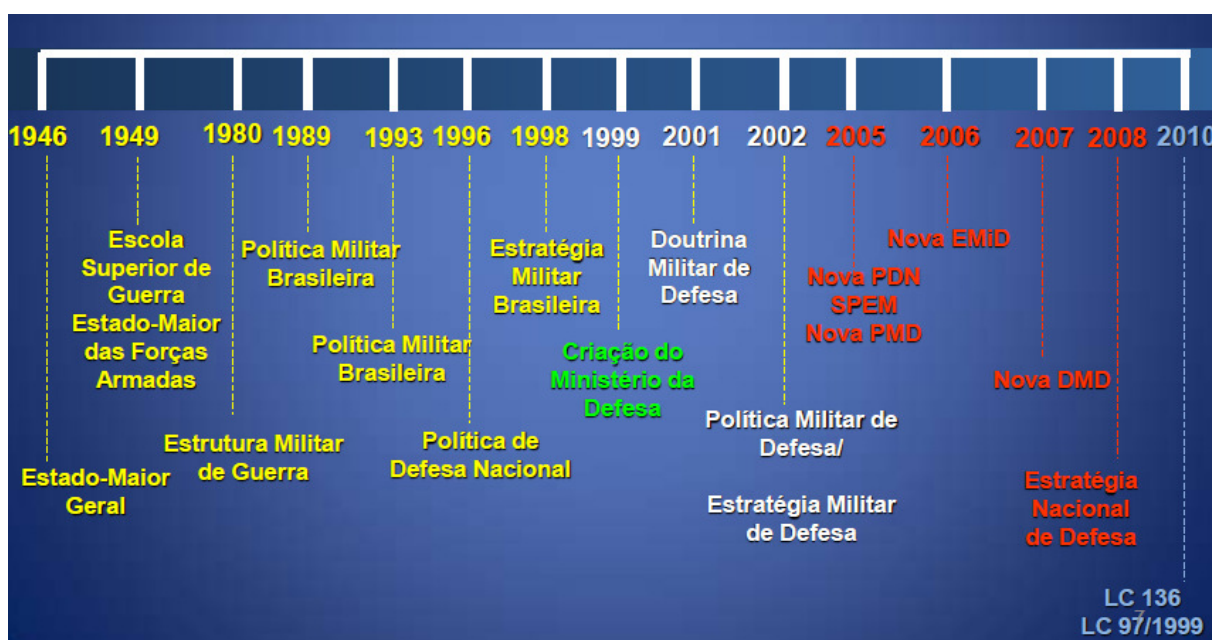 1946
1949
1980
1989
1993
1996
1998
1999
2001
2002
2005
2006
2007
2008
2010
Estado-Maior
Geral
Escola
Superior de
Guerra
Estado-Maior
das Forças
Armadas
Estrutura Militar
de Guerra
Política Militar
Brasileira
Política Militar
Brasileira
Política de
Defesa Nacional
Estratégia
Militar
Brasileira
Criação do
Ministério da
Defesa
Doutrina
Militar de
Defesa
Política Militar de
Defesa/
Estratégia Militar
de Defesa
Nova PDN
SPEM
Nova PMD
Nova EMiD
Nova DMD
Estratégia
Nacional
de Defesa
LC 136
LC 97/1999
7